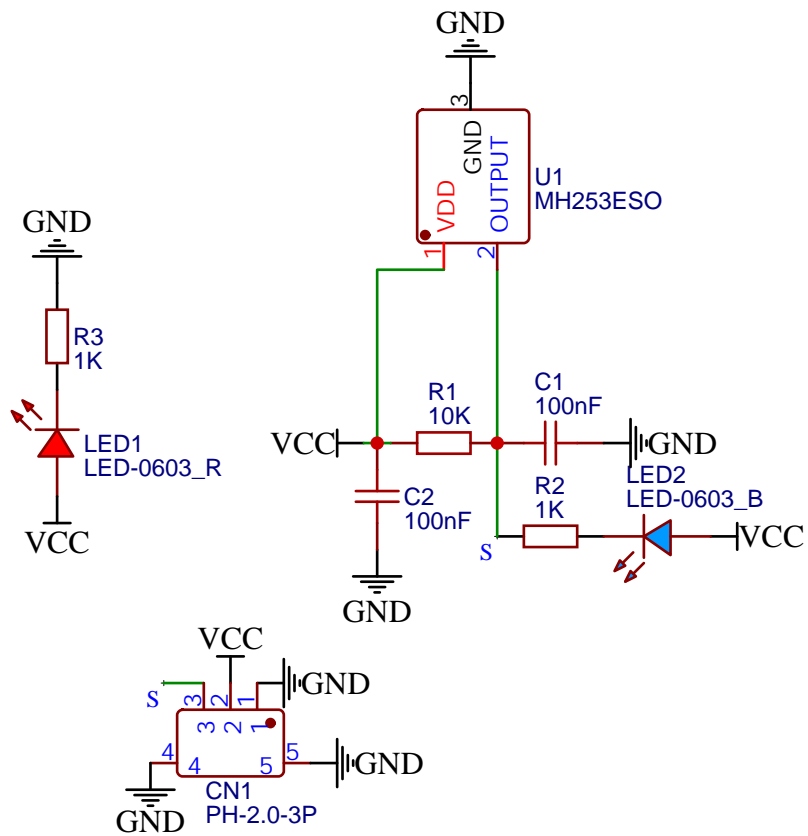 GND
3
GND
VDD
OUTPUT
1
2
U1
MH253ESO
GND
R3
1K
LED1
LED-0603_R
VCC
R1
10K
C1
100nF
VCC
GND
C2
100nF
LED2
LED-0603_B
R2
1K
S
VCC
GND
VCC
S
3
2
1
GND
3
2
1
4
4
5
5
GND
GND
CN1
PH-2.0-3P